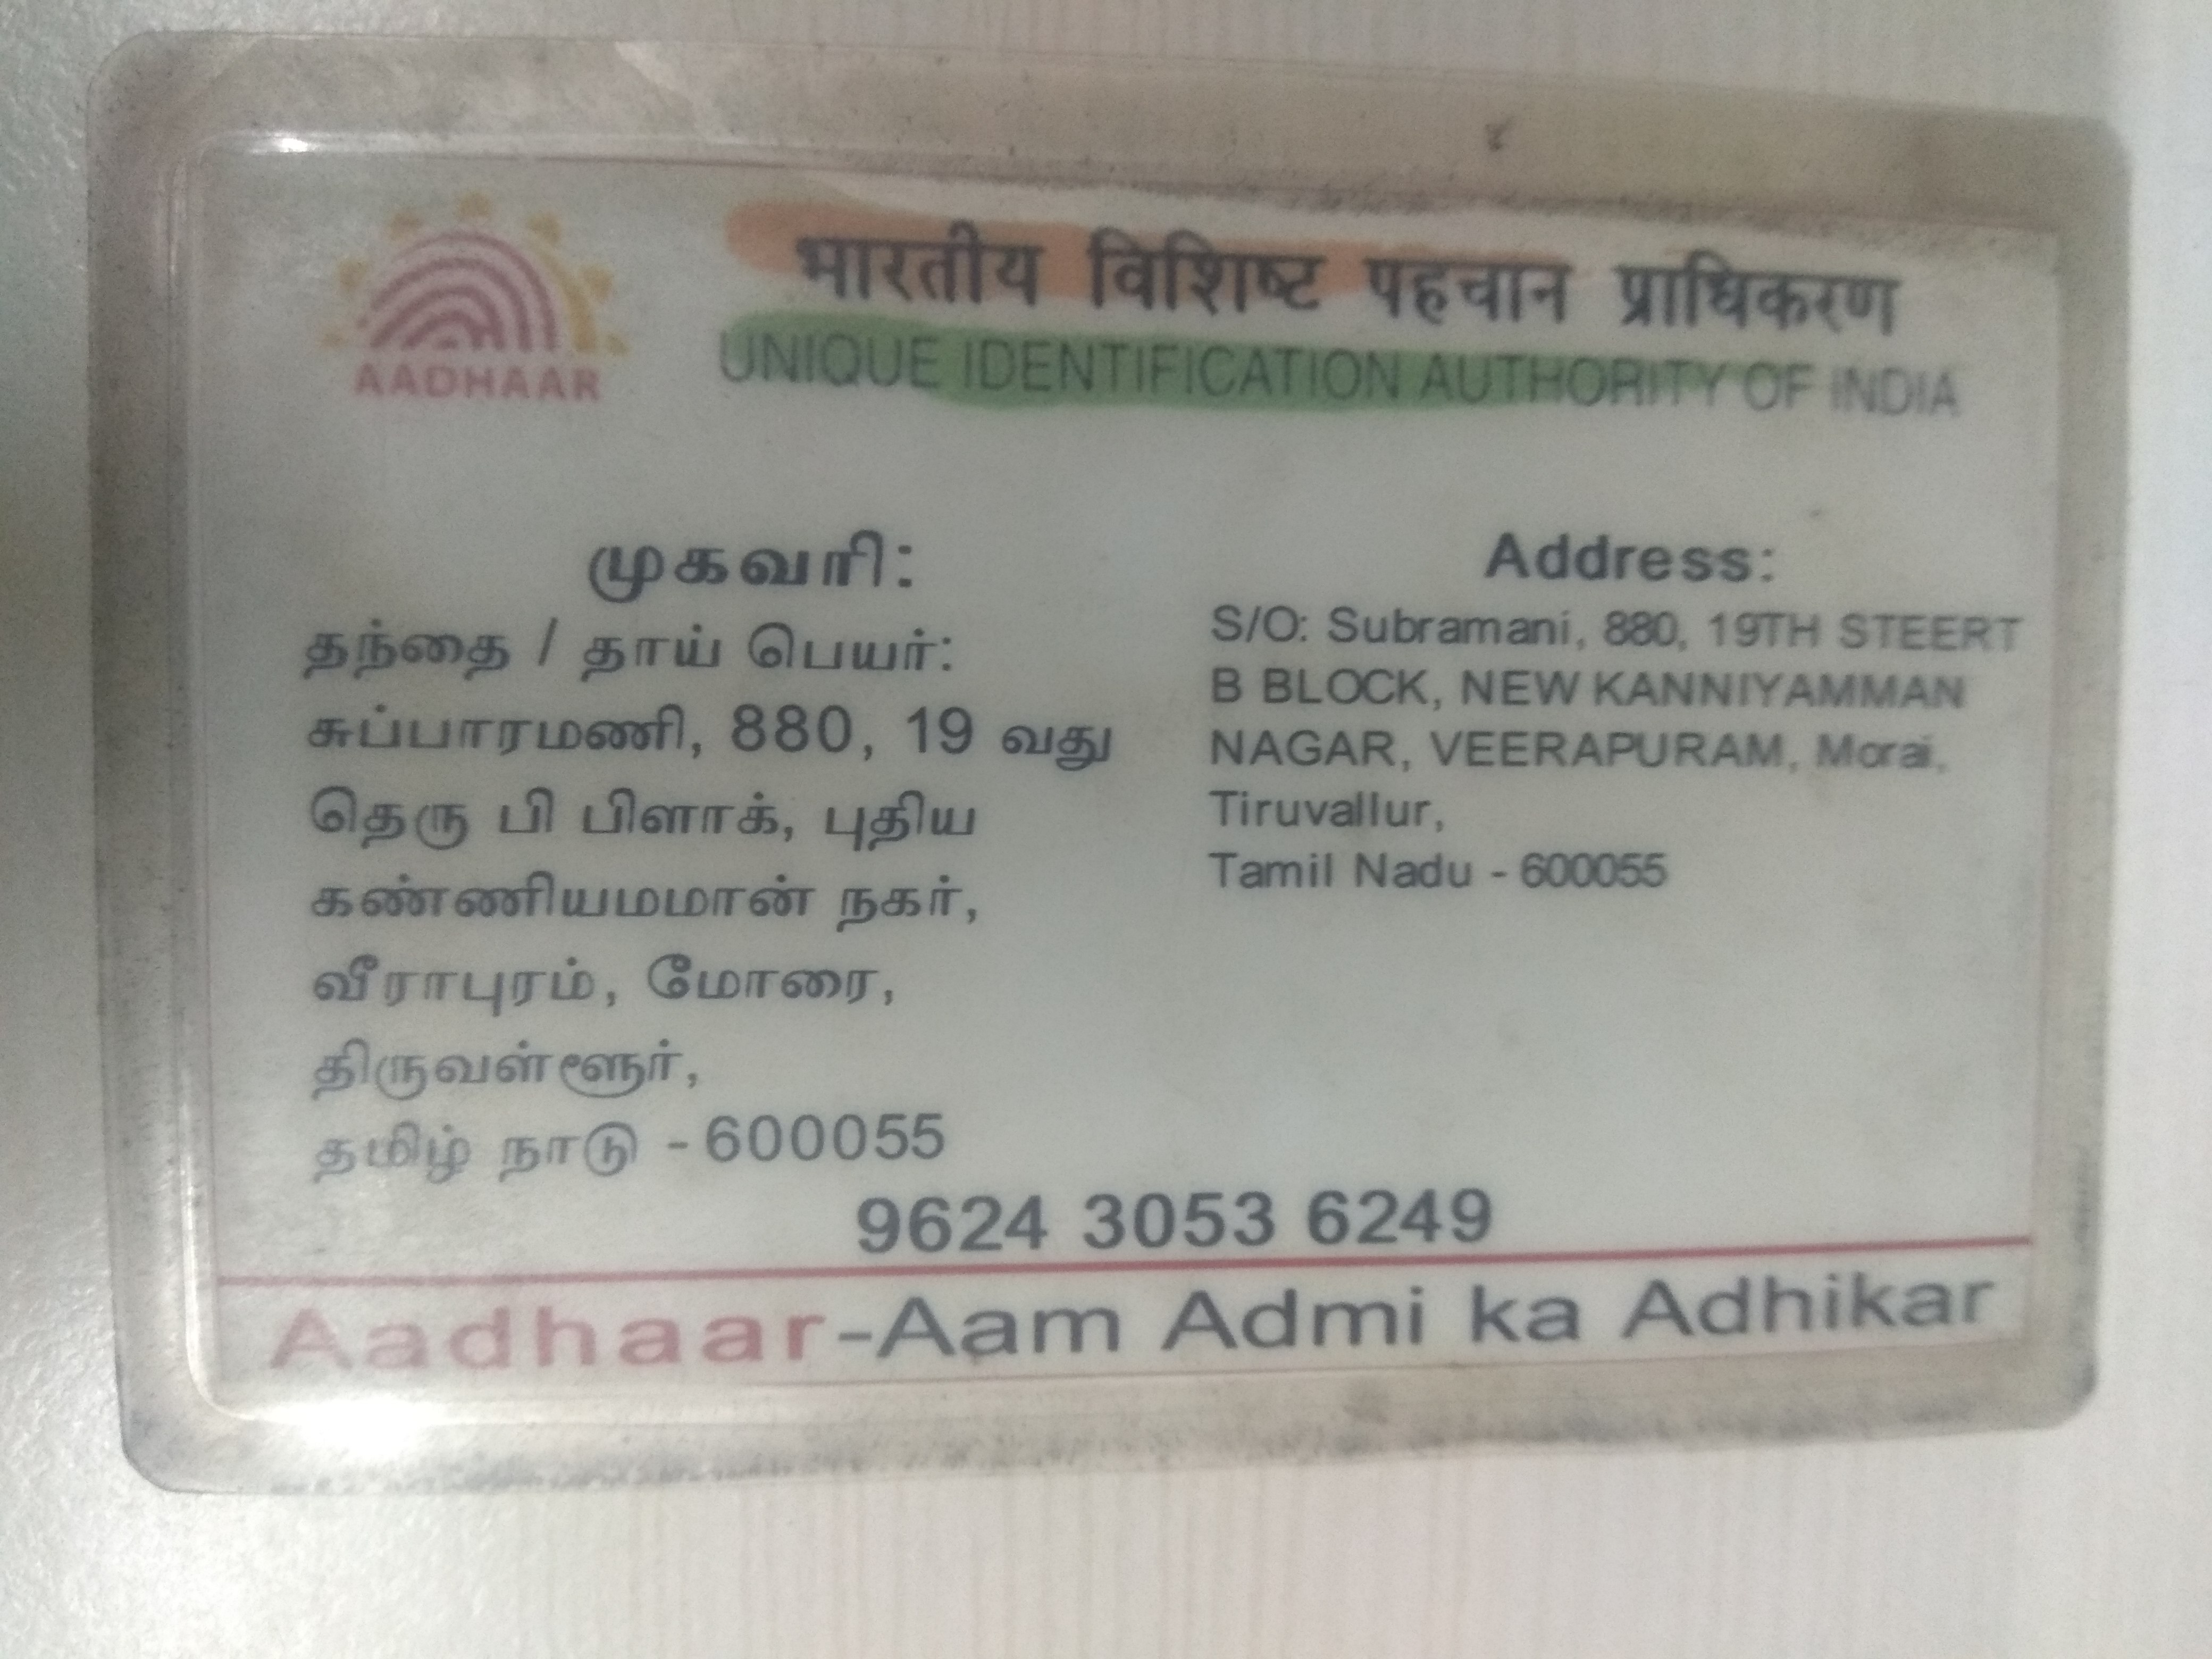 भारतीय विशिष्ट पहचान प्राधिकरण
UNIQUE IDENTIFICATION AUTHORITY OF INDIA
AADHAAR
முகவரி:
தந்தை / தாய் பெயர்:
சுப்பாரமணி, 880, 19 வது
தெரு பி பிளாக், புதிய
கண்ணியமமான் நகர்,
வீராபுரம், மோரை,
திருவள்ளூர்,
தமிழ் நாடு - 600055
Address:
S/O: Subramani, 880, 19TH STEERT
B BLOCK, NEW KANNIYAMMAN
NAGAR, VEERAPURAM, Morai,
Tiruvallur,
Tamil Nadu - 600055
9624 3053 6249
Aadhaar-Aam Admi ka Adhikar